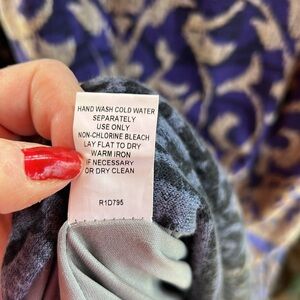 HAND WASH COLD WATER
SEPARATELY
USE ONLY
NON-CHLORINE BLEACH
LAY FLAT TO DRY
WARM IRON
IF NECESSARY
OR DRY CLEAN
R1D795